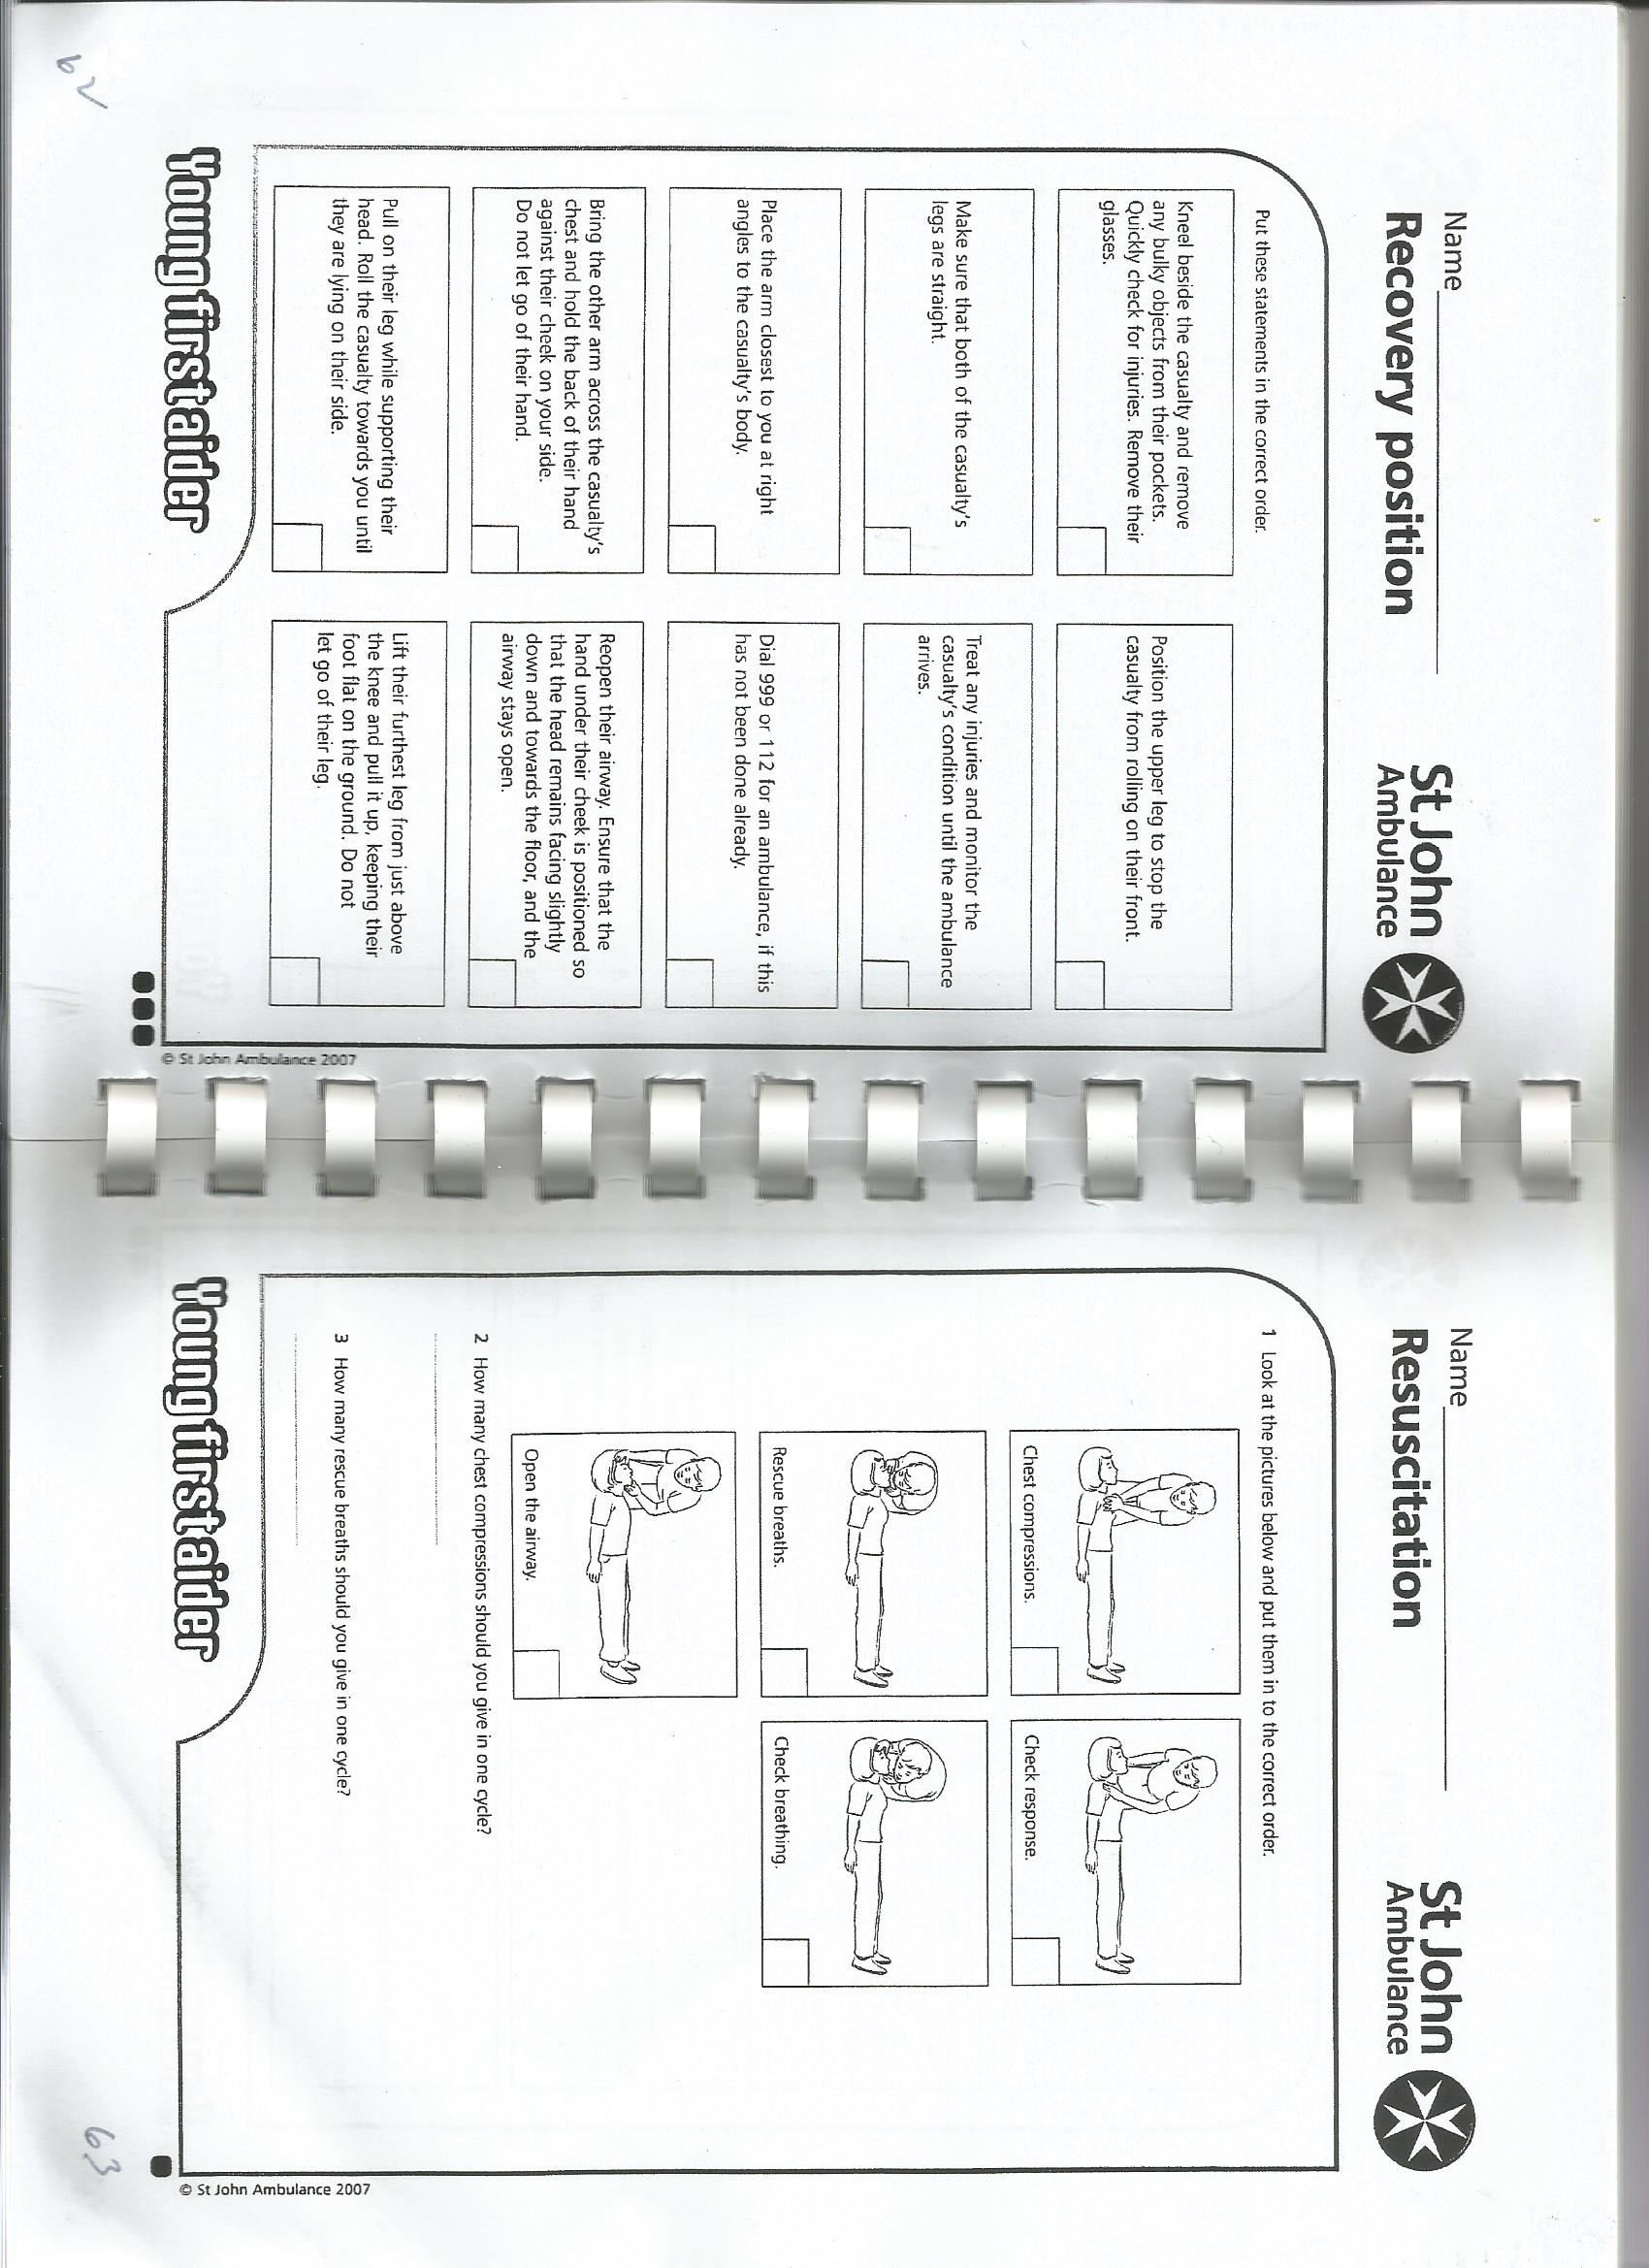 Name
Recovery position
St John
Ambulance
Put these statements in the correct order.
Kneel beside the casualty and remove
any bulky objects from their pockets.
Quickly check for injuries. Remove their
glasses.
Make sure that both of the casualty's
legs are straight.
Place the arm closest to you at right
angles to the casualty's body.
Bring the other arm across the casualty's
chest and hold the back of their hand
against their cheek on your side.
Do not let go of their hand.
Pull on their leg while supporting their
head. Roll the casualty towards you until
they are lying on their side.
Position the upper leg to stop the
casualty from rolling on their front.
Treat any injuries and monitor the
casualty's condition until the ambulance
arrives.
Dial 999 or 112 for an ambulance, if this
has not been done already.
Reopen their airway. Ensure that the
hand under their cheek is positioned so
that the head remains facing slightly
down and towards the floor, and the
airway stays open.
Lift their furthest leg from just above
the knee and pull it up, keeping their
foot flat on the ground. Do not
let go of their leg.
Young first aider
© St John Ambulance 2007
62
Name
Resuscitation
St John
Ambulance
1 Look at the pictures below and put them in to the correct order.
Chest compressions.
Check response.
Rescue breaths.
Check breathing.
Open the airway.
2 How many chest compressions should you give in one cycle?
3 How many rescue breaths should you give in one cycle?
Young first aider
© St John Ambulance 2007
63